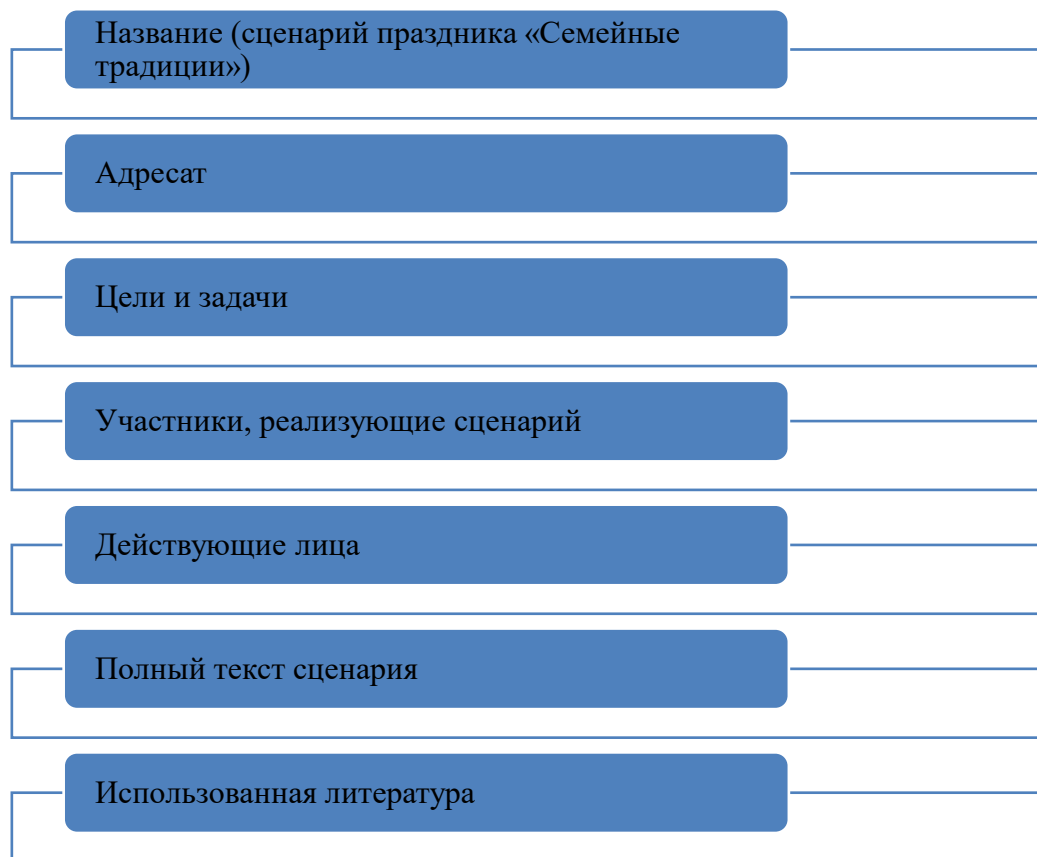 Название (сценарий праздника «Семейные
традиции»)
Адресат
Цели и задачи
Участники, реализующие сценарий
Действующие лица
Полный текст сценария
Использованная литература